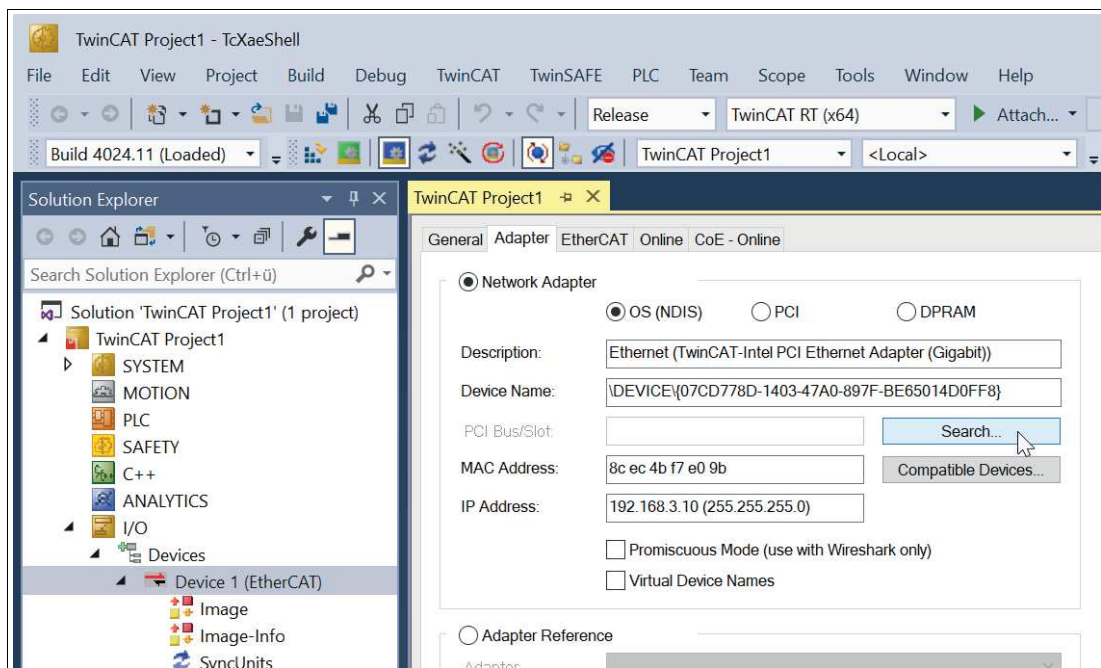 TwinCAT Project1 - TcXaeShell
File Edit View Project Build Debug TwinCAT TwinSAFE PLC Team Scope Tools Window Help
Release TwinCAT RT (x64) Attach...
Build 4024.11 (Loaded) TwinCAT Project1 <Local>
Solution Explorer
Search Solution Explorer (Ctrl+ü)
Solution 'TwinCAT Project1' (1 project)
TwinCAT Project1
SYSTEM
MOTION
PLC
SAFETY
C++
ANALYTICS
I/O
Devices
Device 1 (EtherCAT)
Image
Image-Info
SyncUnits
TwinCAT Project1
General Adapter EtherCAT Online CoE - Online
Network Adapter
OS (NDIS) PCI DPRAM
Description: Ethernet (TwinCAT-Intel PCI Ethernet Adapter (Gigabit))
Device Name: \DEVICE\{07CD778D-1403-47A0-897F-BE65014D0FF8}
PCI Bus/Slot: Search...
MAC Address: 8c ec 4b f7 e0 9b Compatible Devices...
IP Address: 192.168.3.10 (255.255.255.0)
Promiscuous Mode (use with Wireshark only)
Virtual Device Names
Adapter Reference
Adapter: